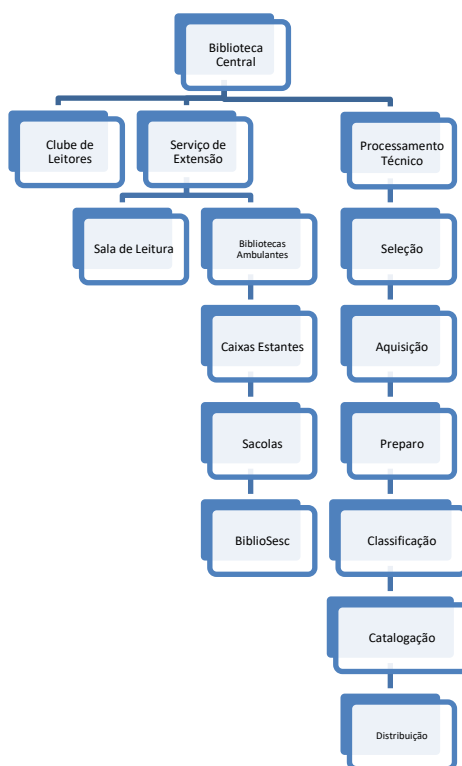 Biblioteca
Central
Clube de
Leitores
Serviço de
Extensão
Processamento
Técnico
Sala de Leitura
Bibliotecas
Ambulantes
Seleção
Caixas Estantes
Aquisição
Sacolas
Preparo
BiblioSesc
Classificação
Catalogação
Distribuição